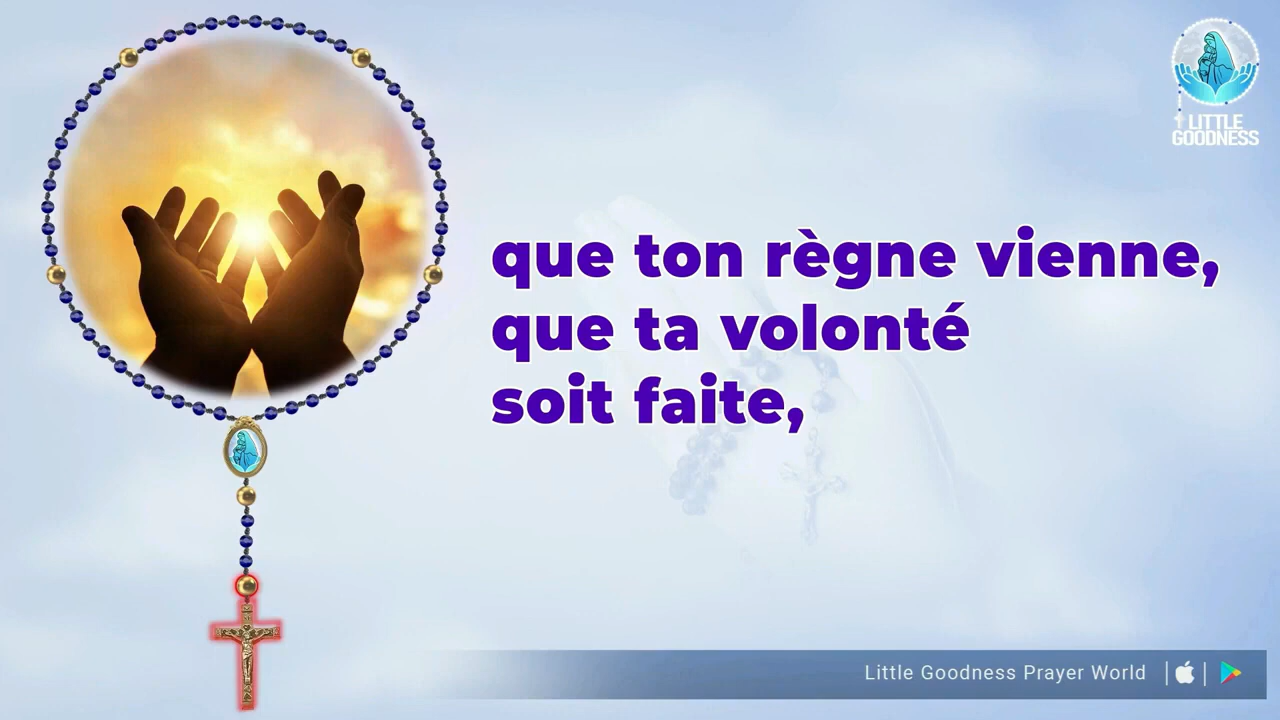 LITTLE
GOODNESS
que ton règne vienne,
que ta volonté
soit faite,
Little Goodness Prayer World